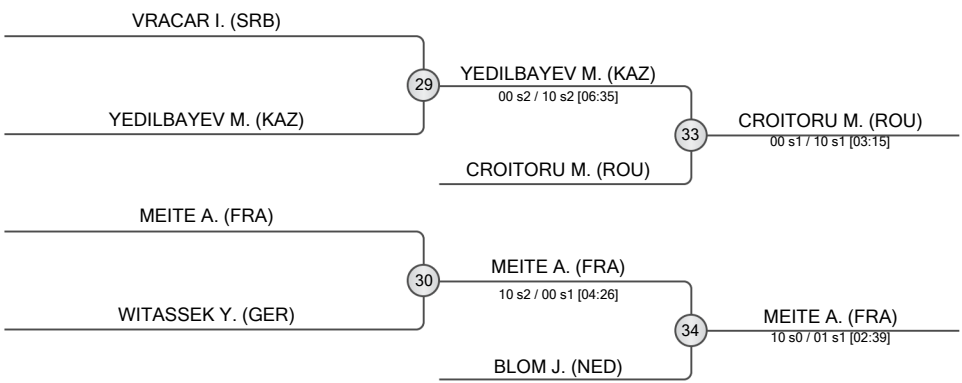 VRACAR I. (SRB)
29
YEDILBAYEV M. (KAZ)
00 s2 / 10 s2 [06:35]
YEDILBAYEV M. (KAZ)
33
CROITORU M. (ROU)
00 s1 / 10 s1 [03:15]
CROITORU M. (ROU)
MEITE A. (FRA)
30
MEITE A. (FRA)
10 s2 / 00 s1 [04:26]
WITASSEK Y. (GER)
34
MEITE A. (FRA)
10 s0 / 01 s1 [02:39]
BLOM J. (NED)